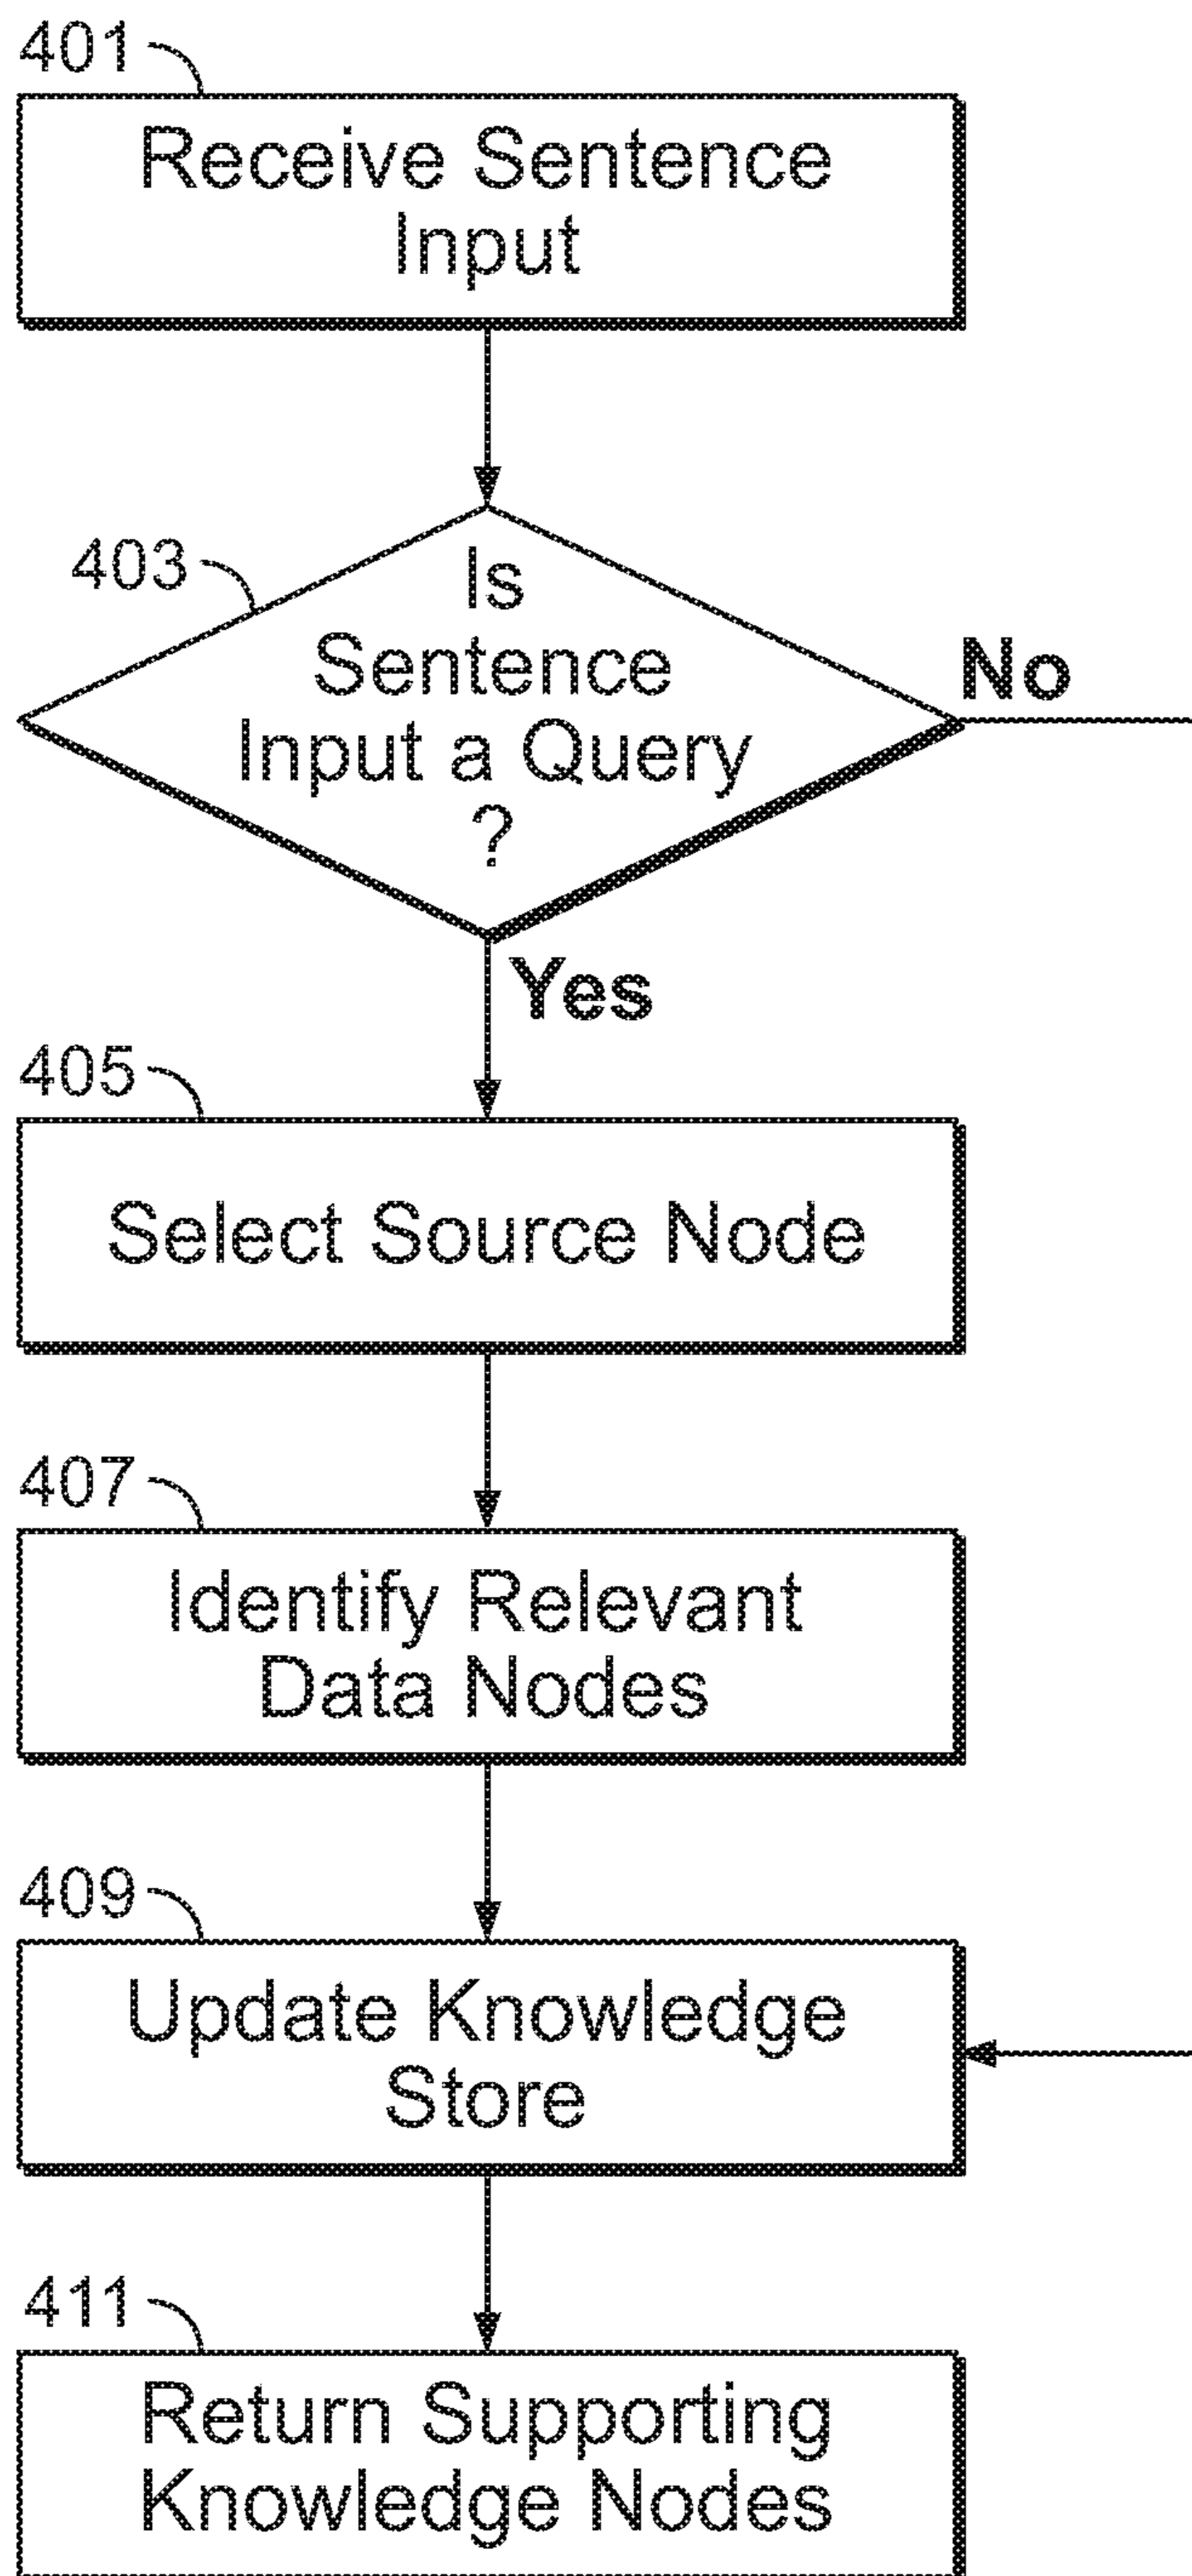 401
Receive Sentence
Input
403
Is
Sentence
Input a Query
?
No
Yes
405
Select Source Node
407
Identify Relevant
Data Nodes
409
Update Knowledge
Store
411
Return Supporting
Knowledge Nodes